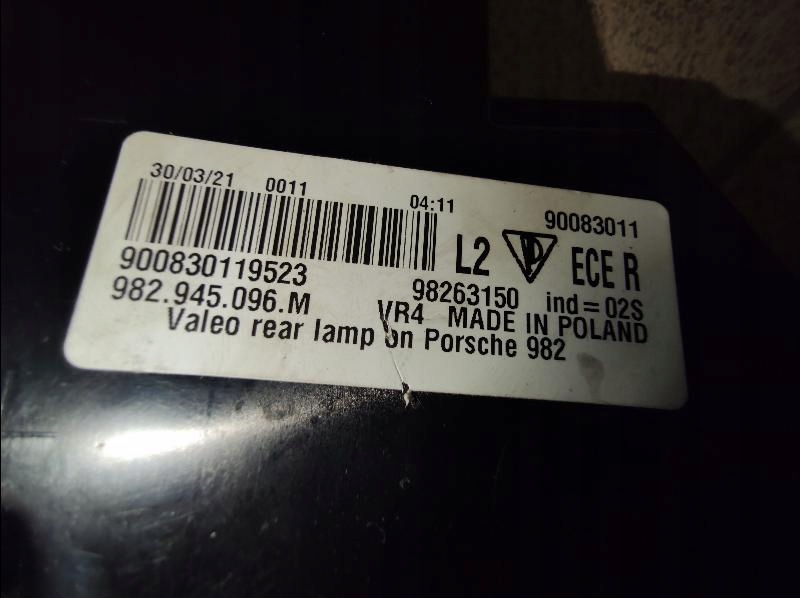 30/03/21 0011 04:11 90083011
L2 VP ECE R
900830119523 98263150 ind=02S
982.945.096.M VR4 MADE IN POLAND
Valeo rear lamp on Porsche 982